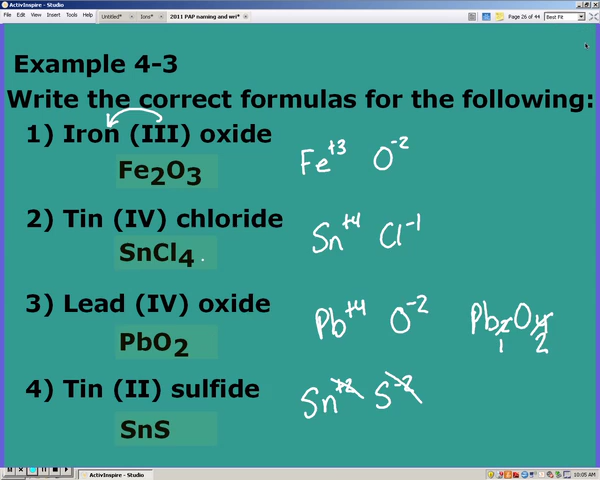 ActivInspire - Studio
File Edit View Insert Tools Help Untitled* Ions* 2011 PAP naming and wri* Page 26 of 44 Best Fit
Example 4-3
Write the correct formulas for the following:
1) Iron (III) oxide
Fe+3 O-2
Fe2O3
2) Tin (IV) chloride
Sn+4 Cl-1
SnCl4
3) Lead (IV) oxide
Pb+4 O-2 Pb2O4
1 2
PbO2
4) Tin (II) sulfide
Sn+2 S-2
SnS
ActivInspire - Studio 10:05 AM